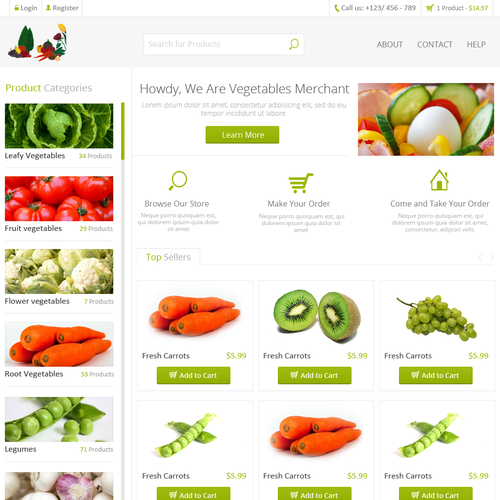 Login
Register
Call us: +123/ 456 - 789
1 Product - $14.97
Search for Products
ABOUT
CONTACT
HELP
Product Categories
Leafy Vegetables
34 Products
Fruit vegetables
29 Products
Flower vegetables
7 Products
Root Vegetables
53 Products
Legumes
71 Products
Howdy, We Are Vegetables Merchant
Lorem ipsum dolor sit amet, consectetur adipiscing elit, sed do eiusmod
tempor incididunt ut labore
Learn More
Browse Our Store
Neque porro quisquam est,
qui dolorem ipsum quia dolor
sit amet
Make Your Order
Neque porro quisquam est, qui
dolorem ipsum quia dolor sit
Come and Take Your Order
Neque porro quisquam est, qui
dolorem ipsum quia dolor sit amet,
consectetur, adipisci velit.
Top Sellers
Fresh Carrots
$5.99
Add to Cart
Fresh Carrots
$5.99
Add to Cart
Fresh Carrots
$5.99
Add to Cart
Fresh Carrots
$5.99
Add to Cart
Fresh Carrots
$5.99
Add to Cart
Fresh Carrots
$5.99
Add to Cart